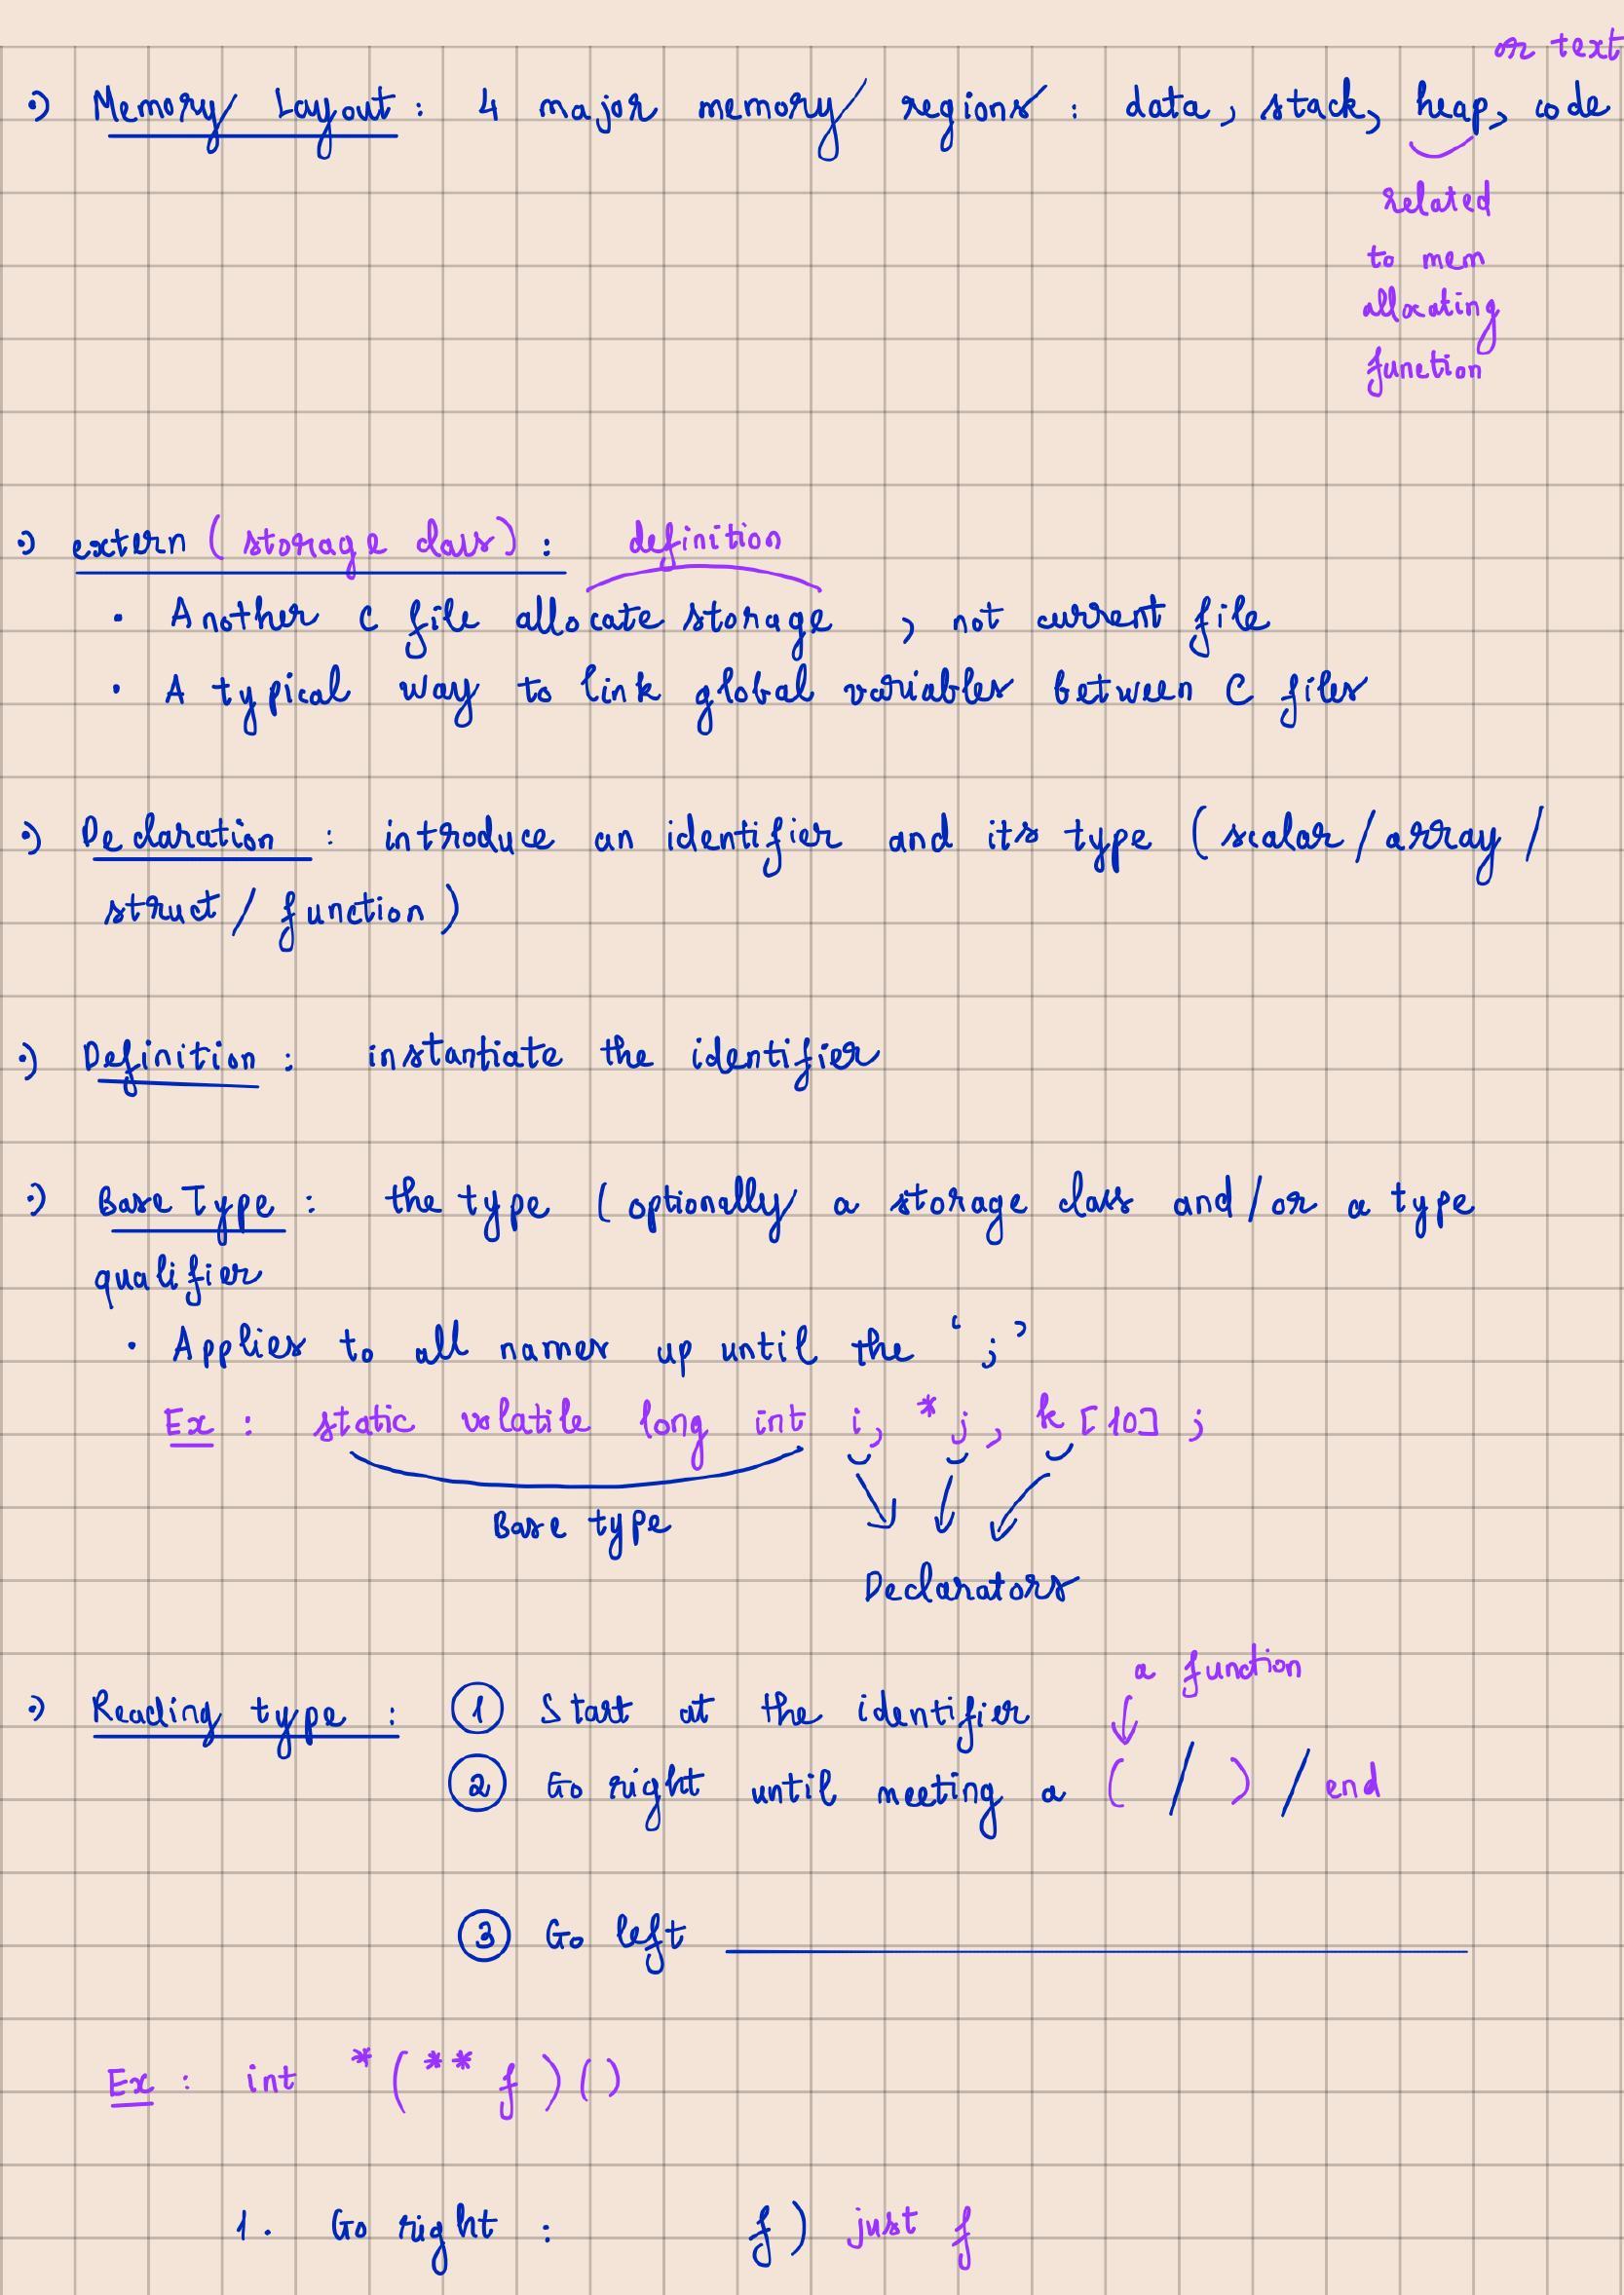 or text
Memory Layout : 4 major memory regions : data, stack, heap, code
related
to mem
allocating
function
extern (storage class) : definition
• Another C file allocate storage , not current file
• A typical way to link global variables between C files
Declaration : introduce an identifier and its type (scalar / array /
struct / function)
Definition : instantiate the identifier
Base Type : the type (optionally a storage class and/or a type
qualifier
• Applies to all names up until the ‘ ; ’
Ex : static volatile long int i, * j , k [10] ;
Base type
Declarators
a function
Reading type : ① Start at the identifier
② Go right until meeting a ( / ) / end
③ Go left
Ex : int *( ** f )( )
1. Go right : f ) just f